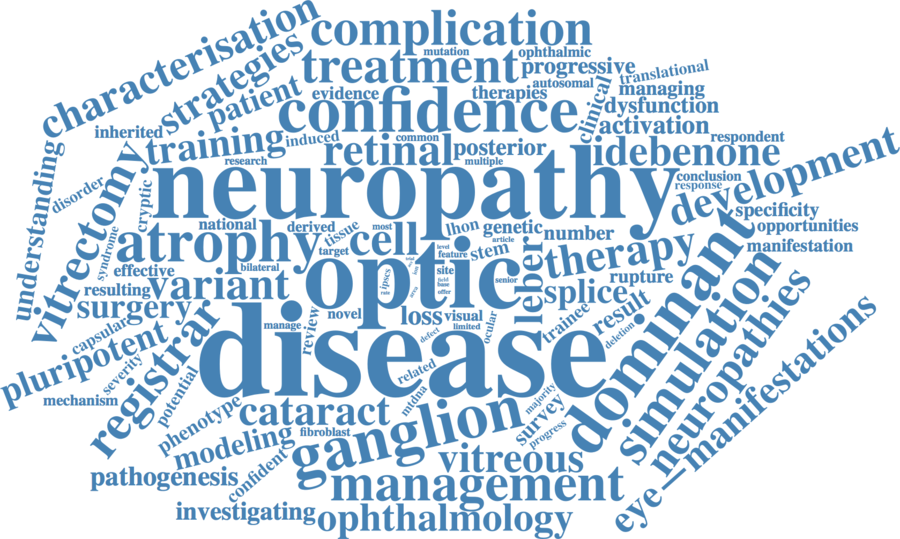 complication
characterisation
mutation
ophthalmic
strategies
treatment
progressive
translational
patient
evidence
therapies
autosomal
managing
confidence
clinical
dysfunction
inherited
training
induced
common
activation
respondent
understanding
research
retinal
posterior
idebenone
vitrectomy
multiple
neuropathy
conclusion
response
development
disorder
cryptic
national
derived
tissue
most
lhon
genetic
number
specificity
syndrome
atrophy
target
cell
level
article
opportunities
feature
stem
manifestation
effective
bilateral
optic
site
leber
therapy
dominant
resulting
variant
ipscs
field
base
offer
senior
rupture
surgery
novel
splice
simulation
registrar
manage
review
loss
visual
limited
ocular
trainee
result
deletion
capsular
disease
defect
neuropathies
pluripotent
severity
related
mechanism
potential
mtdna
majority
eye – manifestations
phenotype
cataract
ganglion
survey
progress
modeling
fibroblast
vitreous
pathogenesis
confident
management
investigating
ophthalmology